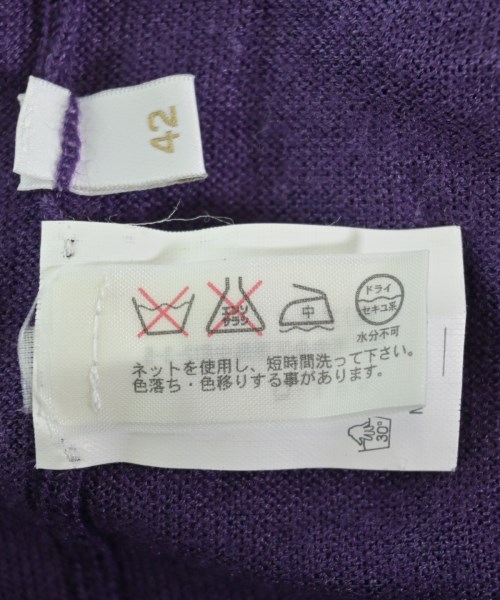 42
エンソ
サラシ
中
ドライ
セキユ系
水分不可
ネットを使用し、短時間洗って下さい。
色落ち・色移りする事があります。
30°